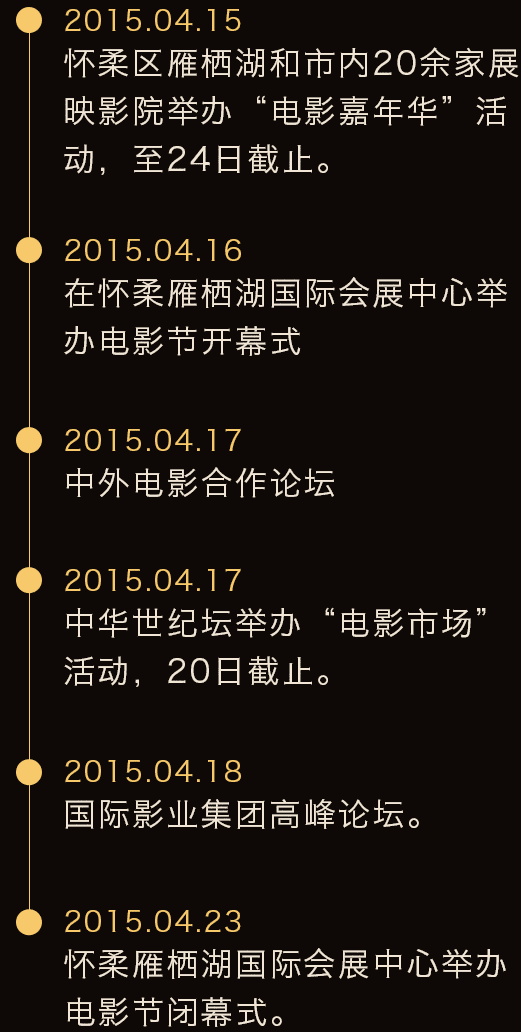 2015.04.15
怀柔区雁栖湖和市内20余家展
映影院举办“电影嘉年华”活
动，至24日截止。
2015.04.16
在怀柔雁栖湖国际会展中心举
办电影节开幕式
2015.04.17
中外电影合作论坛
2015.04.17
中华世纪坛举办“电影市场”
活动，20日截止。
2015.04.18
国际影业集团高峰论坛。
2015.04.23
怀柔雁栖湖国际会展中心举办
电影节闭幕式。